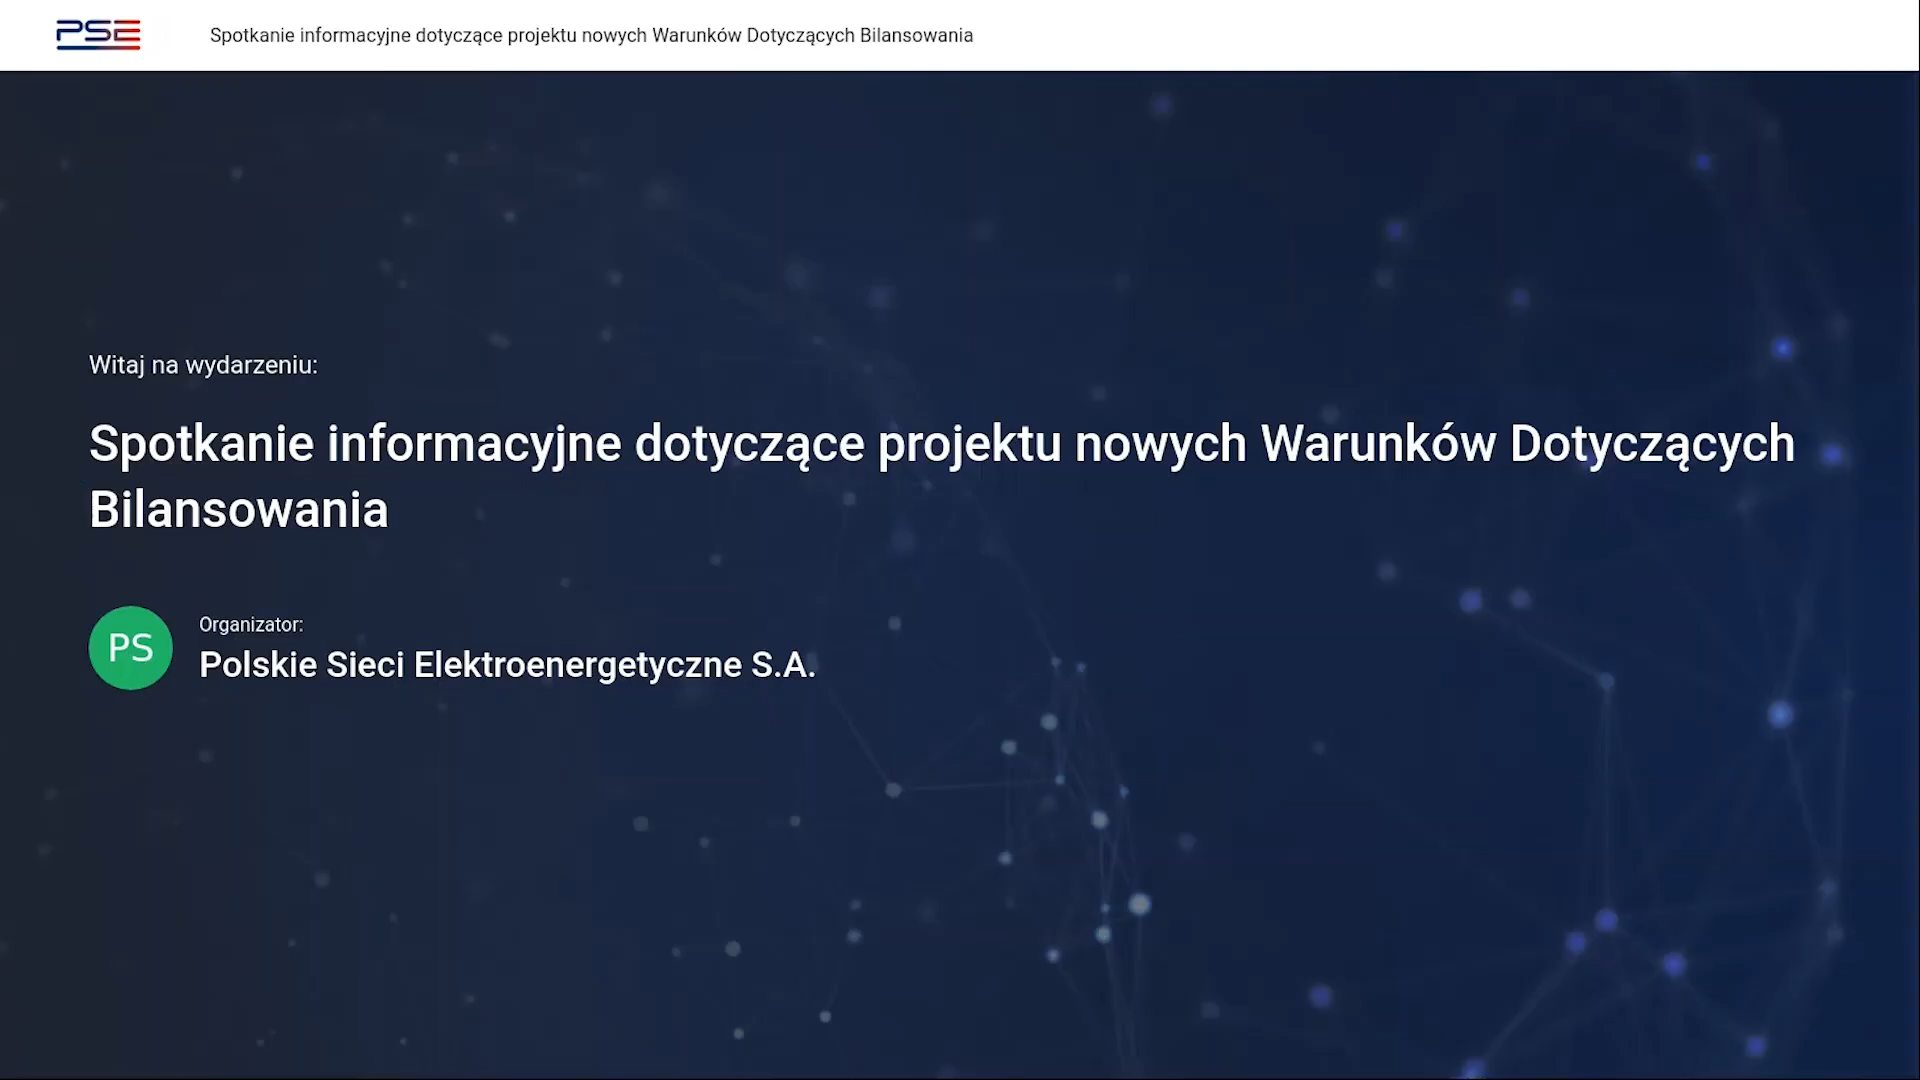 PSE
Spotkanie informacyjne dotyczące projektu nowych Warunków Dotyczących Bilansowania
Witaj na wydarzeniu:
Spotkanie informacyjne dotyczące projektu nowych Warunków Dotyczących
Bilansowania
PS
Organizator:
Polskie Sieci Elektroenergetyczne S.A.